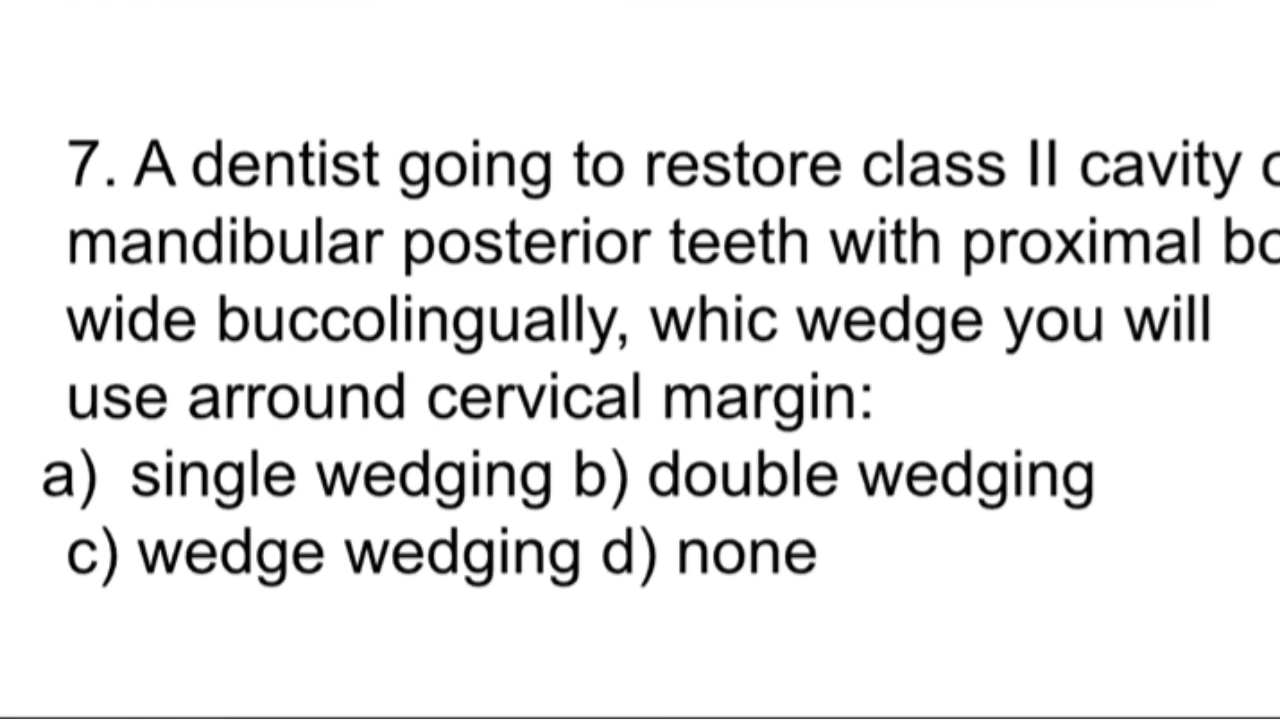 7. A dentist going to restore class II cavity
mandibular posterior teeth with proximal
wide buccolingually, whic wedge you will
use arround cervical margin:
a) single wedging b) double wedging
c) wedge wedging d) none